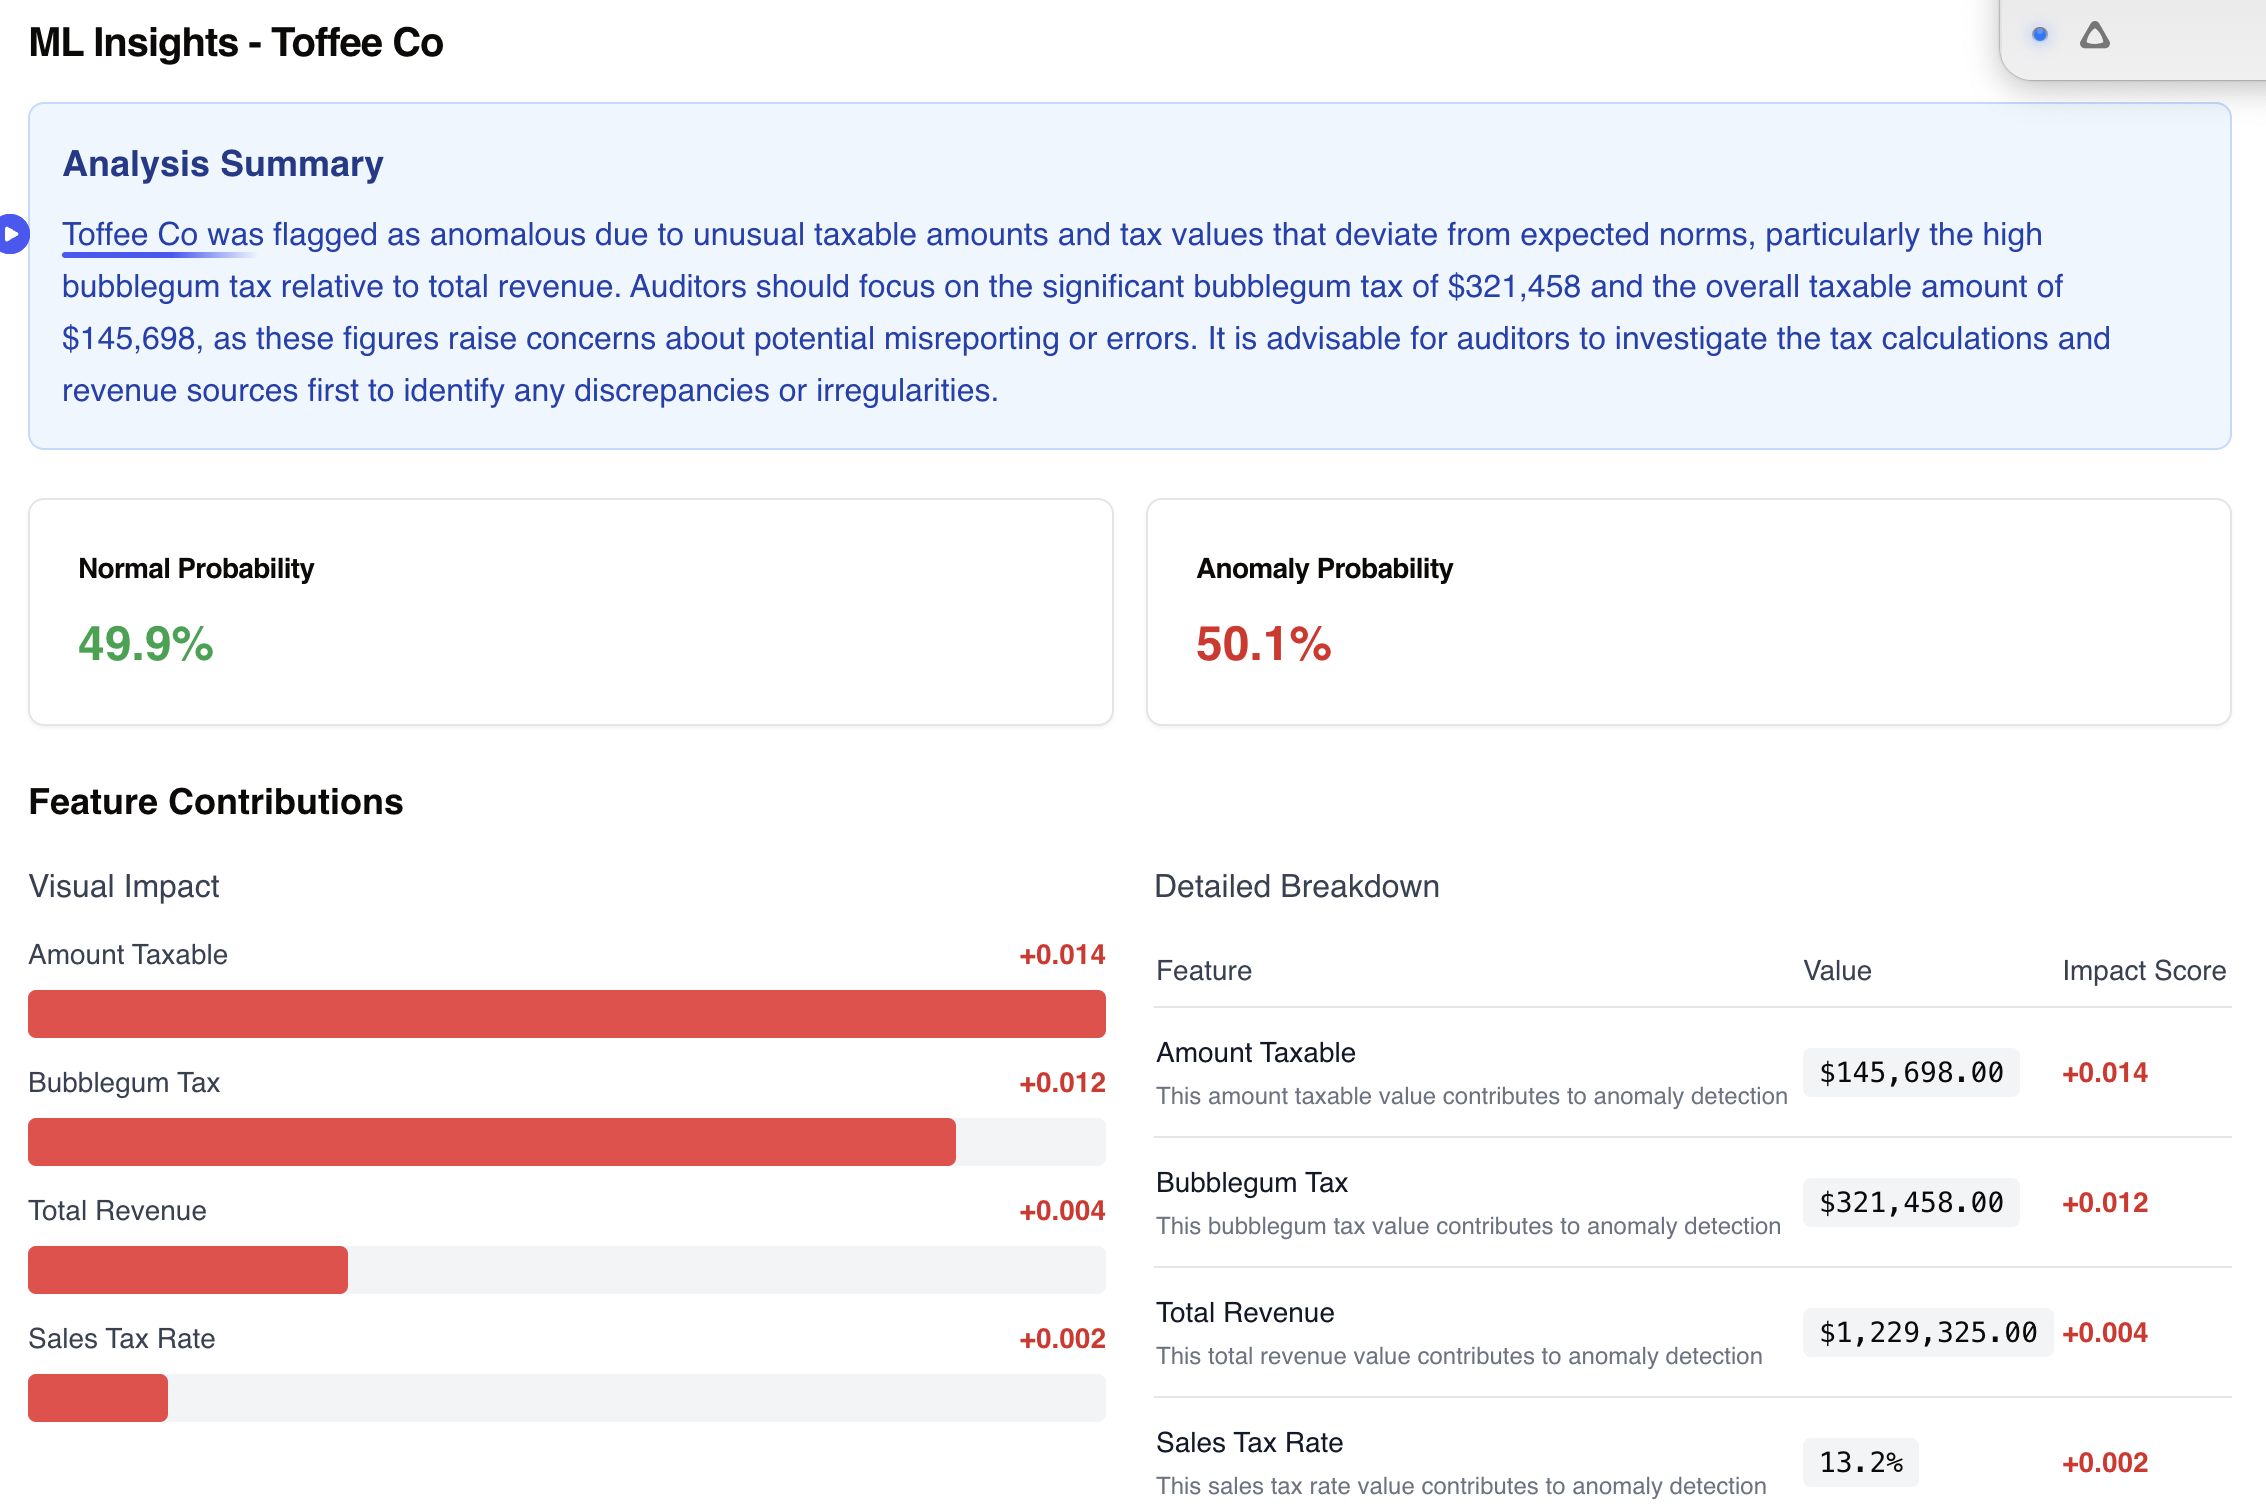 ML Insights - Toffee Co
Analysis Summary
Toffee Co was flagged as anomalous due to unusual taxable amounts and tax values that deviate from expected norms, particularly the high
bubblegum tax relative to total revenue. Auditors should focus on the significant bubblegum tax of $321,458 and the overall taxable amount of
$145,698, as these figures raise concerns about potential misreporting or errors. It is advisable for auditors to investigate the tax calculations and
revenue sources first to identify any discrepancies or irregularities.
Normal Probability
49.9%
Anomaly Probability
50.1%
Feature Contributions
Visual Impact
Amount Taxable +0.014
Bubblegum Tax +0.012
Total Revenue +0.004
Sales Tax Rate +0.002
Detailed Breakdown
Feature Value Impact Score
Amount Taxable
This amount taxable value contributes to anomaly detection
$145,698.00 +0.014
Bubblegum Tax
This bubblegum tax value contributes to anomaly detection
$321,458.00 +0.012
Total Revenue
This total revenue value contributes to anomaly detection
$1,229,325.00 +0.004
Sales Tax Rate
This sales tax rate value contributes to anomaly detection
13.2% +0.002